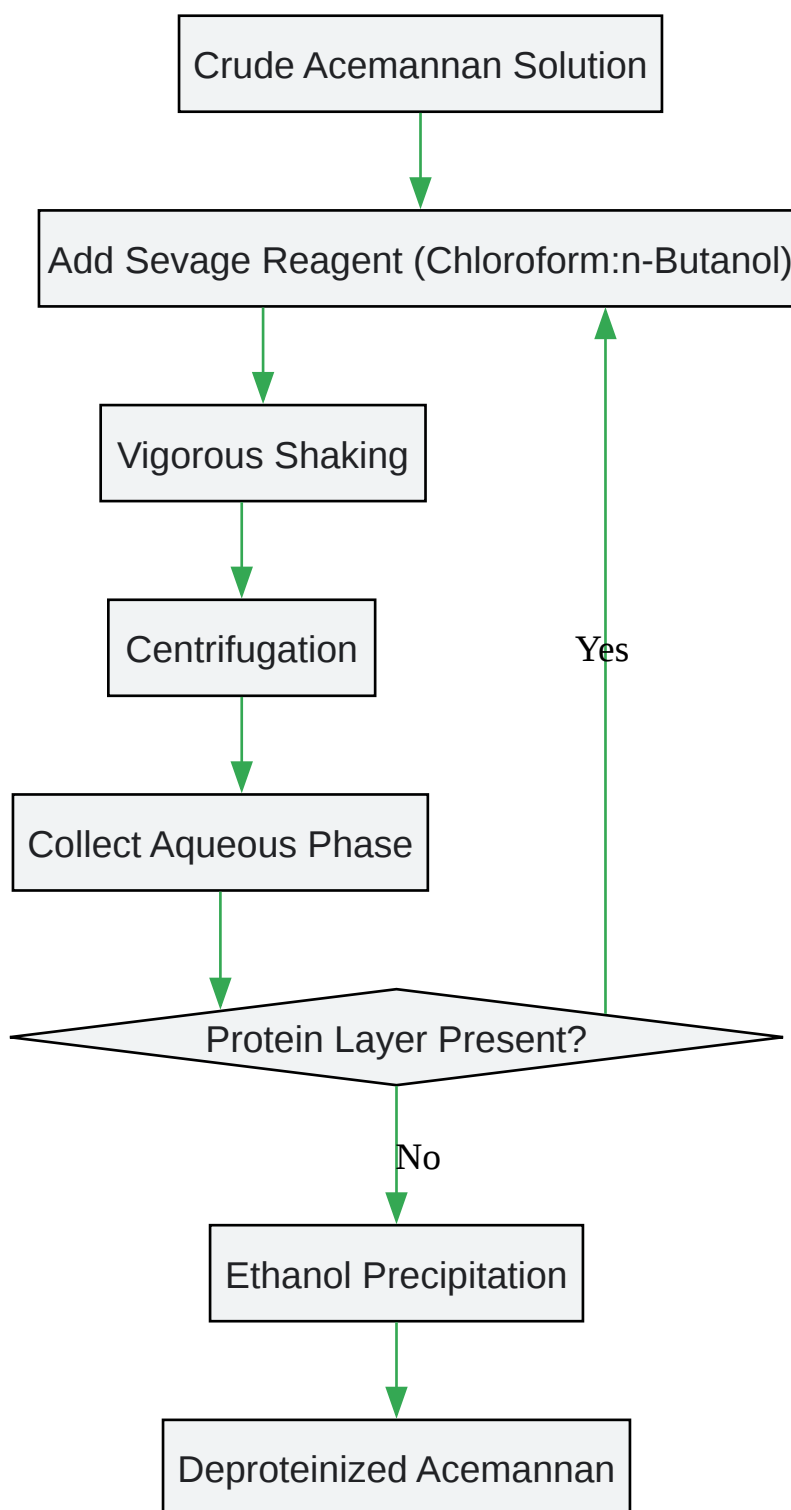 Crude Acemannan Solution
Add Sevage Reagent (Chloroform:n-Butanol)
Vigorous Shaking
Centrifugation
Yes
Collect Aqueous Phase
Protein Layer Present?
No
Ethanol Precipitation
Deproteinized Acemannan